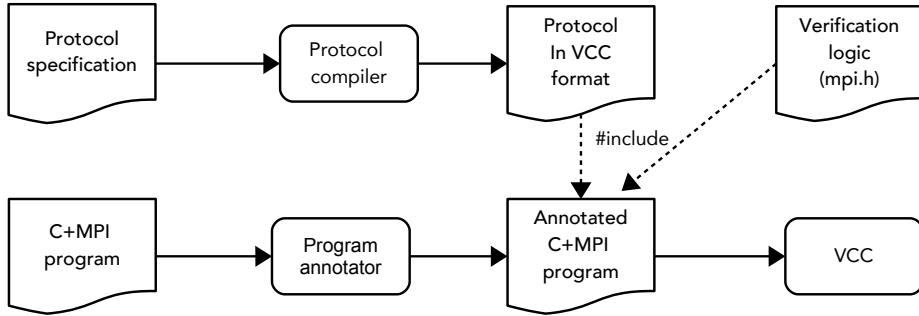 Protocol
specification
Protocol
compiler
Protocol
In VCC
format
Verification
logic
(mpi.h)
#include
C+MPI
program
Program
annotator
Annotated
C+MPI
program
VCC